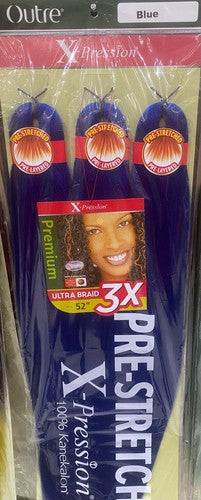 Outre®
Blue
X-Pression®
PRE-STRETCHED
PRE-LAYERED
PRE-STRETCHED
PRE-LAYERED
PRE-STRETCHED
PRE-LAYERED
X-Pression®
Premium
ULTRA BRAID
52"
3X
PRE-STRETCH
X-Pression®
100% Kanekalon®